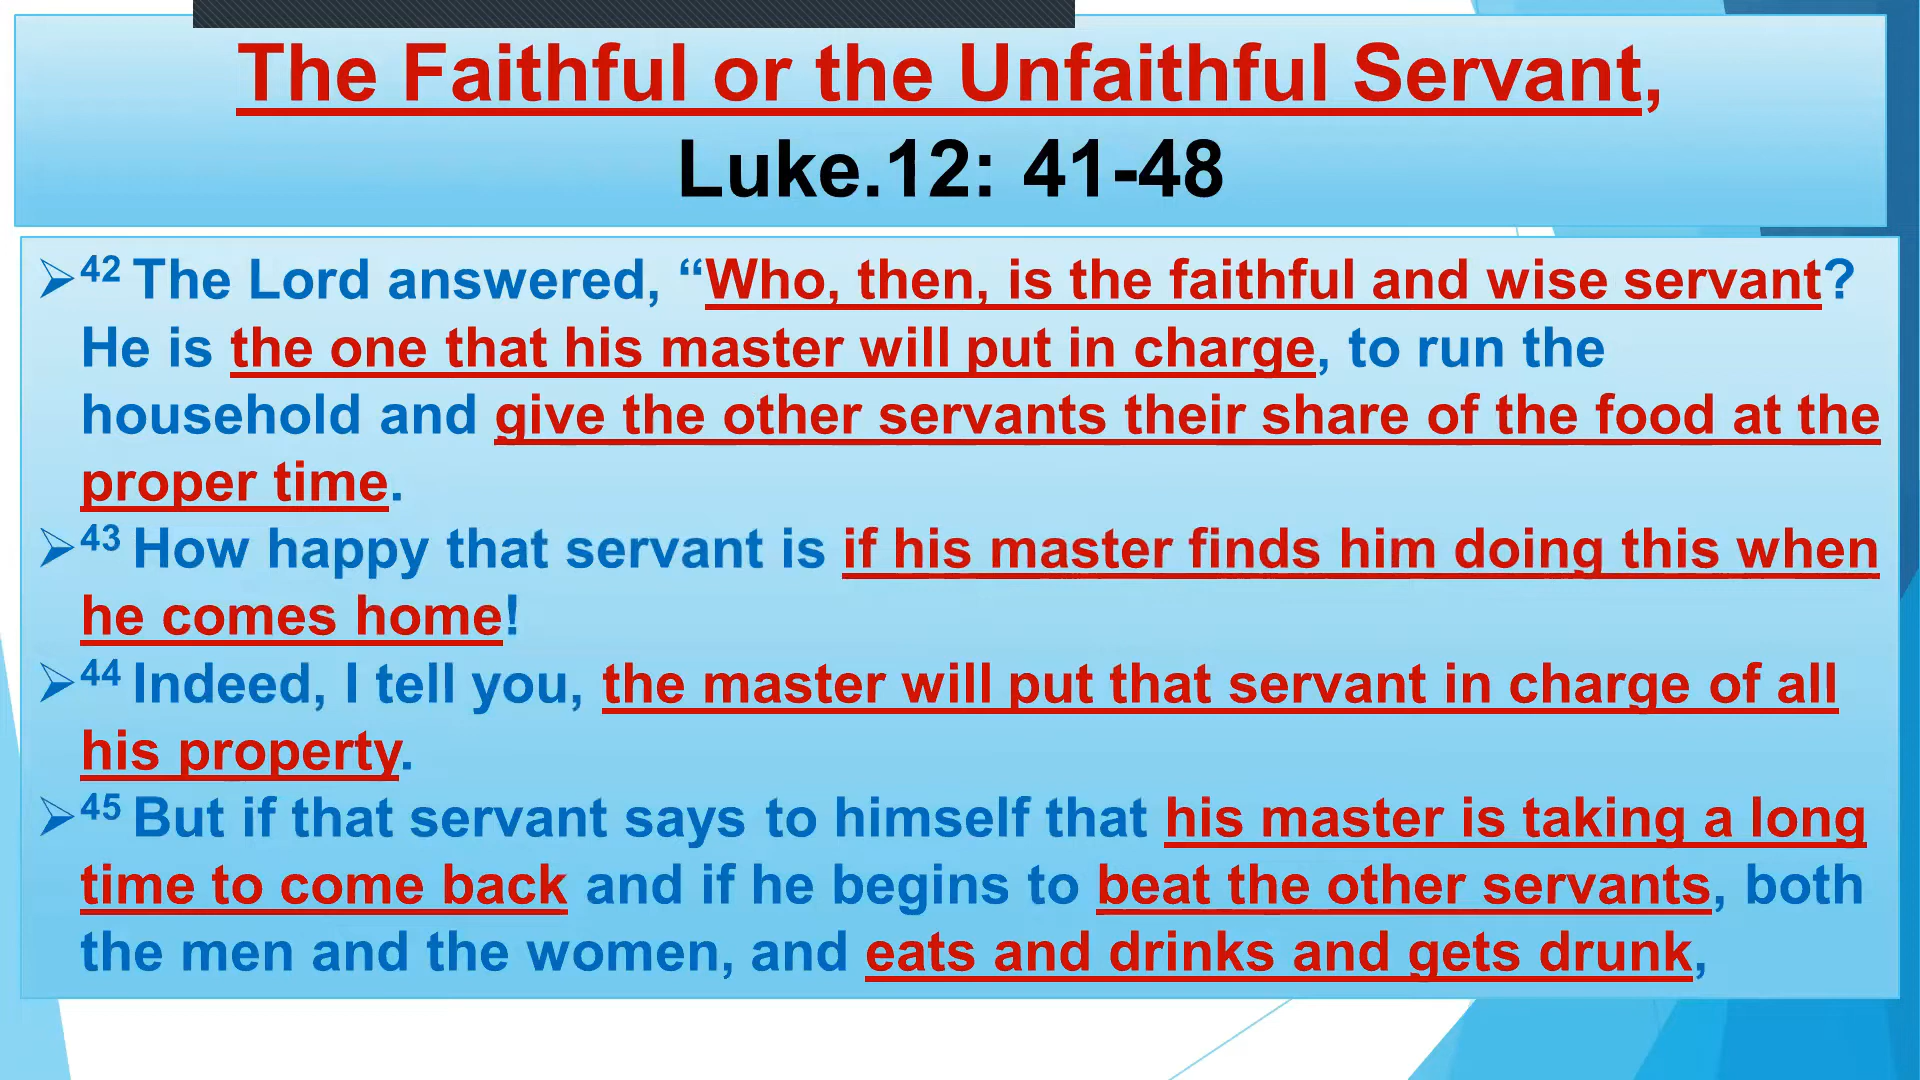 The Faithful or the Unfaithful Servant,
Luke.12: 41-48
➢42 The Lord answered, “Who, then, is the faithful and wise servant?
He is the one that his master will put in charge, to run the
household and give the other servants their share of the food at the
proper time.
➢43 How happy that servant is if his master finds him doing this when
he comes home!
➢44 Indeed, I tell you, the master will put that servant in charge of all
his property.
➢45 But if that servant says to himself that his master is taking a long
time to come back and if he begins to beat the other servants, both
the men and the women, and eats and drinks and gets drunk,